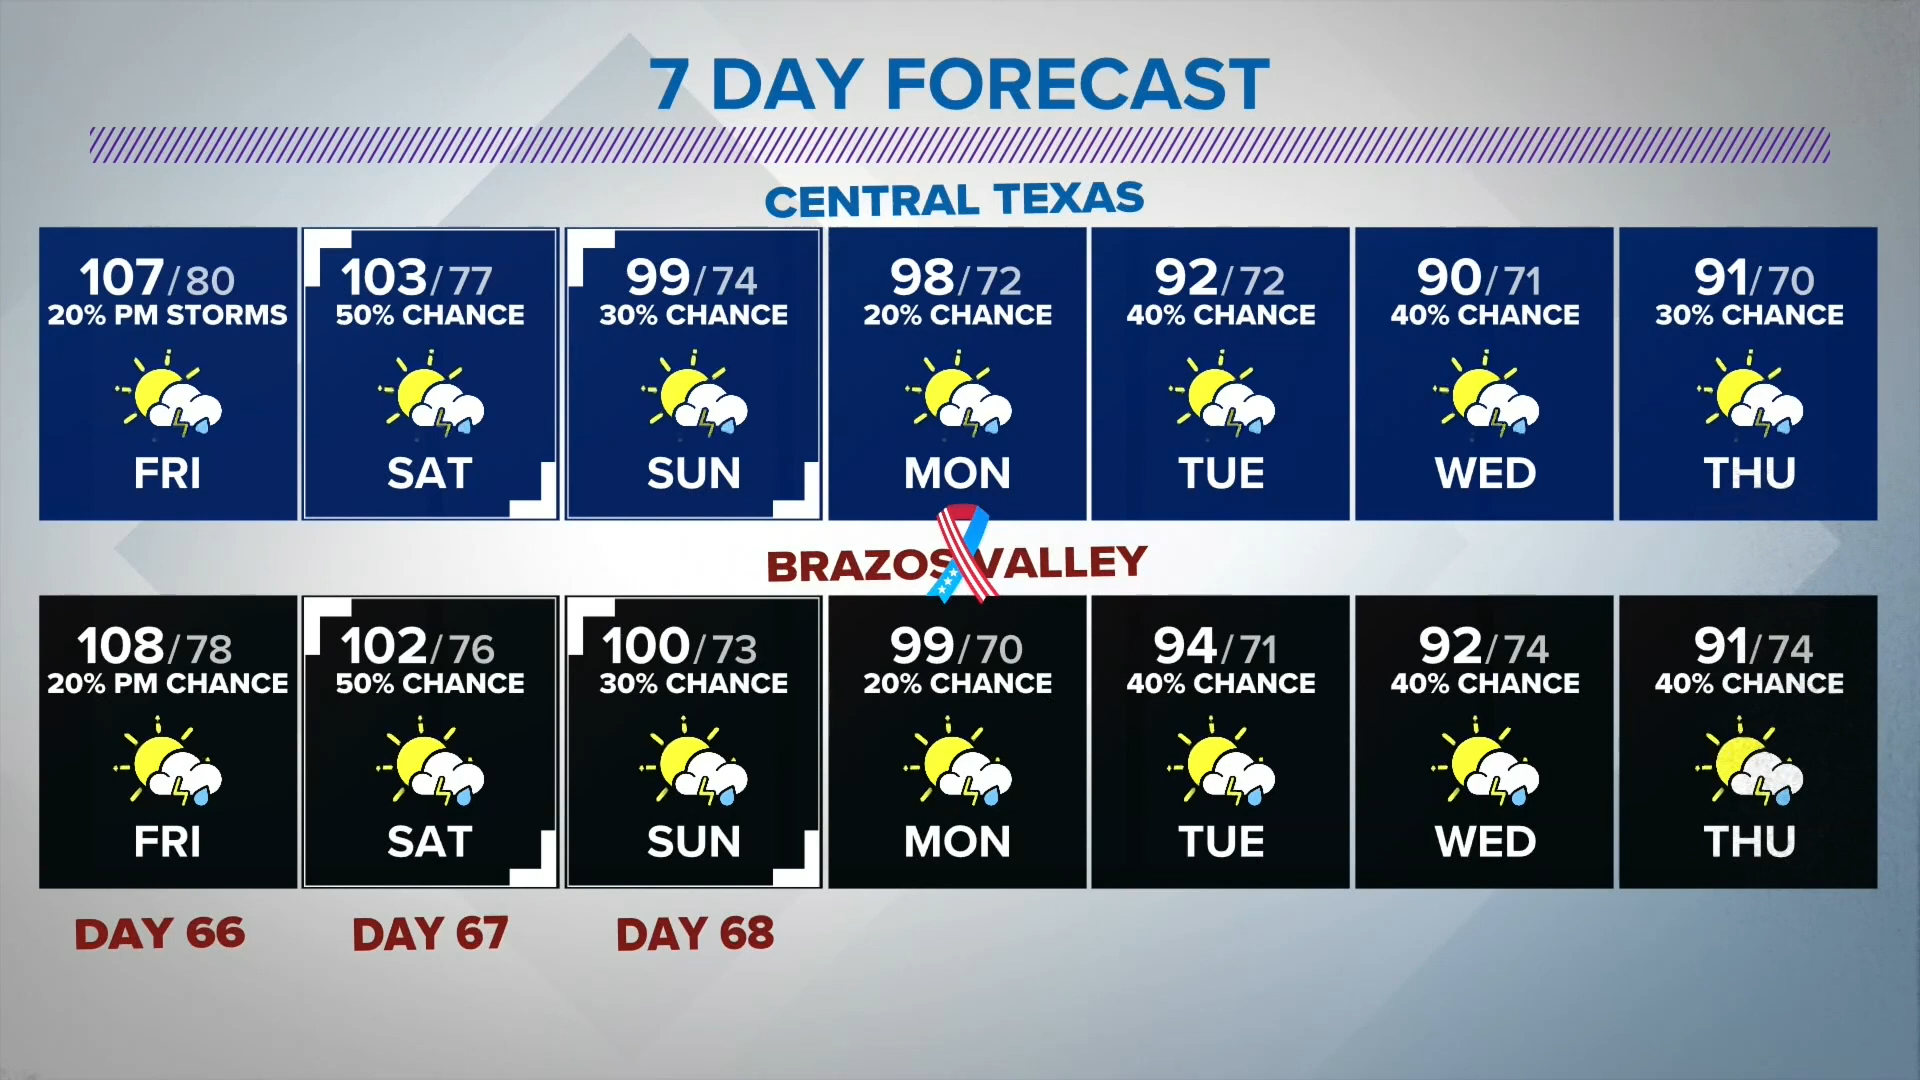 7 DAY FORECAST
CENTRAL TEXAS
107/80 103/77 99/74 98/72 92/72 90/71 91/70
20% PM STORMS 50% CHANCE 30% CHANCE 20% CHANCE 40% CHANCE 40% CHANCE 30% CHANCE
FRI SAT SUN MON TUE WED THU
BRAZOS VALLEY
108/78 102/76 100/73 99/70 94/71 92/74 91/74
20% PM CHANCE 50% CHANCE 30% CHANCE 20% CHANCE 40% CHANCE 40% CHANCE 40% CHANCE
FRI SAT SUN MON TUE WED THU
DAY 66 DAY 67 DAY 68